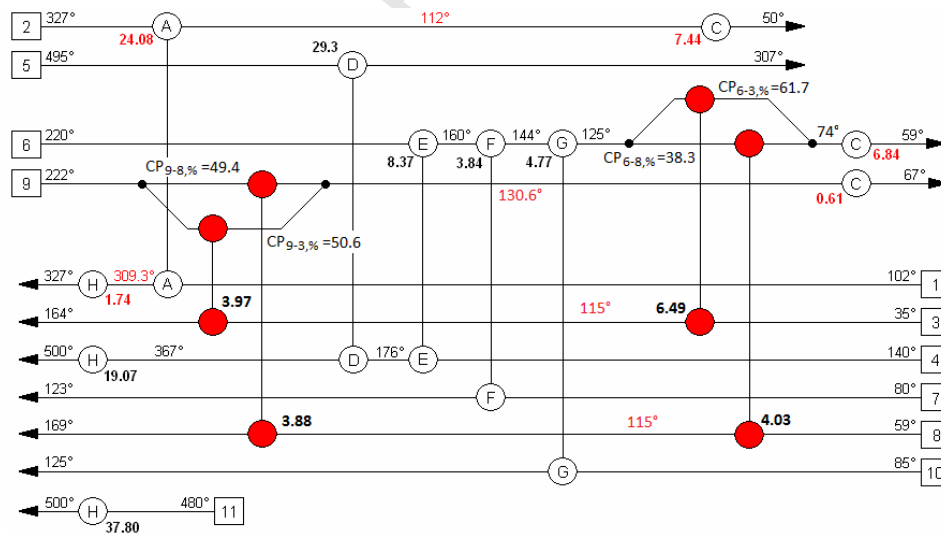 2 327° A 112° C 50°
24.08 7.44
29.3
5 495° D 307°
CP6-3,% =61.7
6 220° E 160° F 144° G 125° 74° C 59°
8.37 3.84 4.77 CP6-8,% =38.3 6.84
CP9-8,% =49.4
9 222° 130.6° C 67°
0.61
CP9-3,% =50.6
327° H 309.3° A 102° 1
1.74
3.97 6.49
164° 115° 35° 3
500° H 367° D 176° E 140° 4
19.07
123° F 80° 7
3.88 4.03
169° 115° 59° 8
125° G 85° 10
500° H 480° 11
37.80